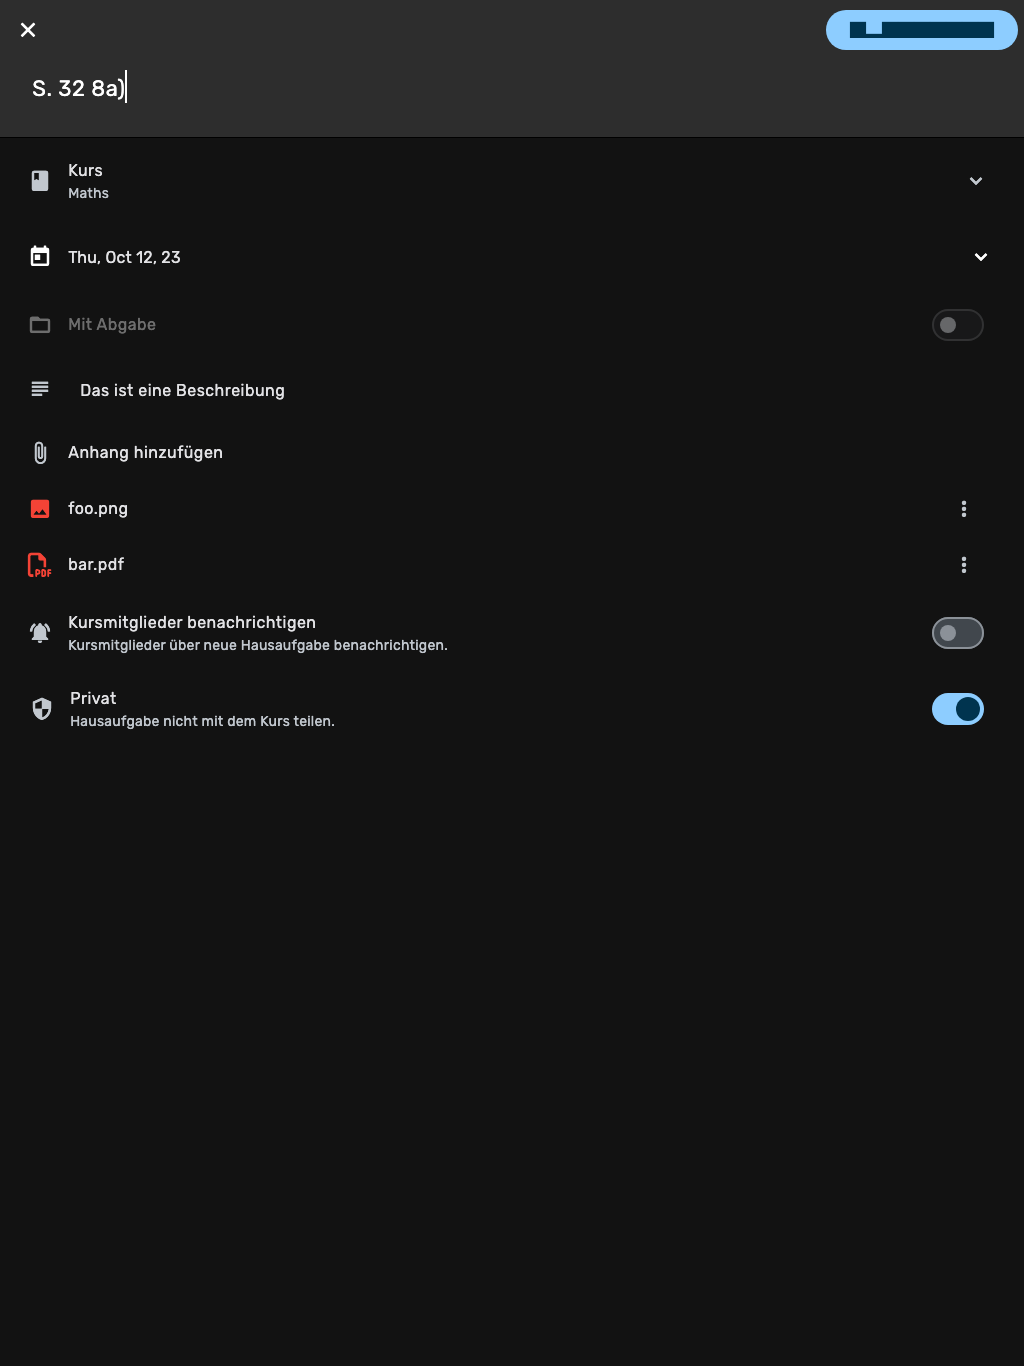 S. 32 8a)
Kurs
Maths
Thu, Oct 12, 23
Mit Abgabe
Das ist eine Beschreibung
Anhang hinzufügen
foo.png
PDF
bar.pdf
Kursmitglieder benachrichtigen
Kursmitglieder über neue Hausaufgabe benachrichtigen.
Privat
Hausaufgabe nicht mit dem Kurs teilen.